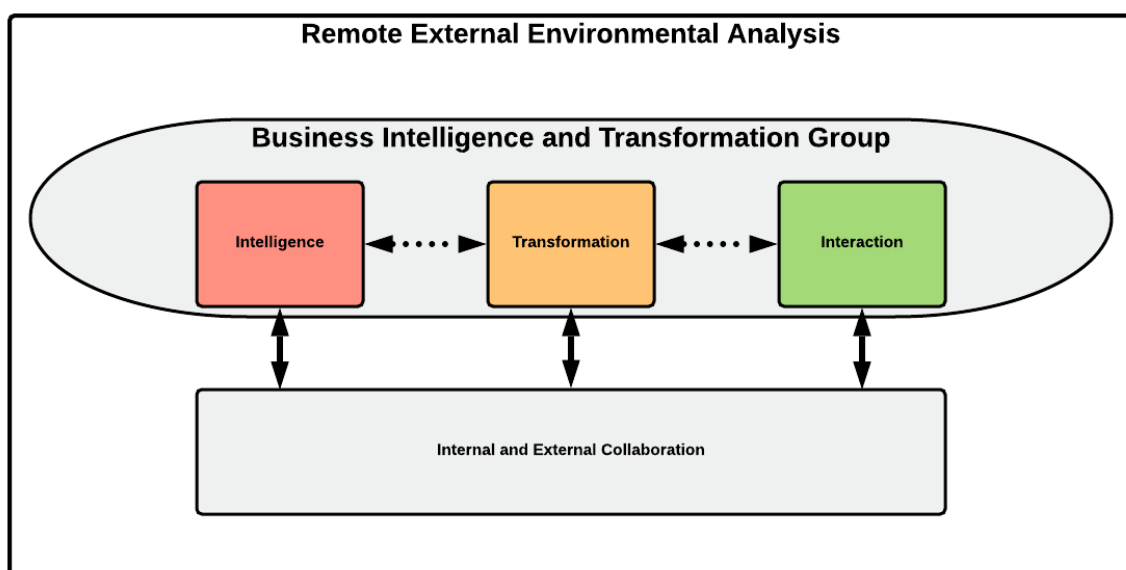 Remote External Environmental Analysis
Business Intelligence and Transformation Group
Intelligence
Transformation
Interaction
Internal and External Collaboration